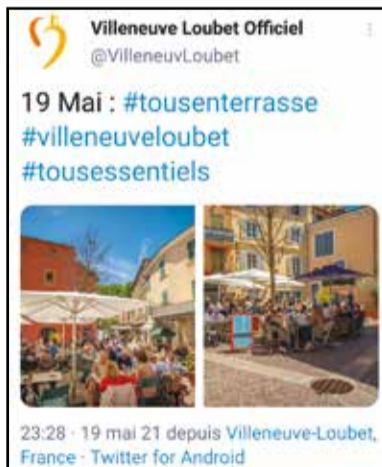 Villeneuve Loubet Officiel
@VilleneuvLoubet
19 Mai : #tousenterrasse
#villeneuveloubet
#tousessentiels
23:28 · 19 mai 21 depuis Villeneuve-Loubet,
France · Twitter for Android